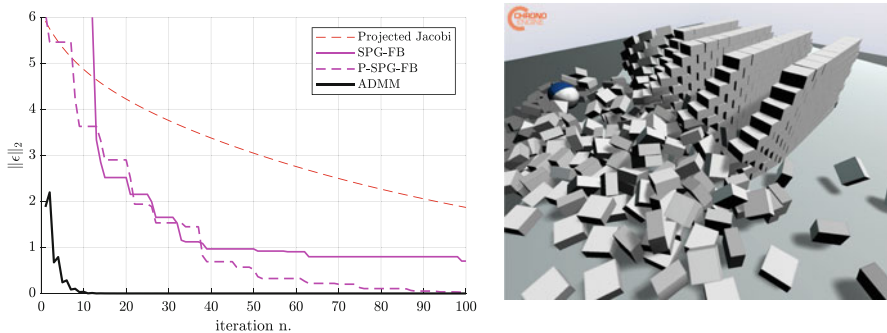 6
5
4
3
2
1
0
‖ϵ‖₂
0
10
20
30
40
50
60
70
80
90
100
iteration n.
Projected Jacobi
SPG-FB
P-SPG-FB
ADMM
CHRONO
ENGINE